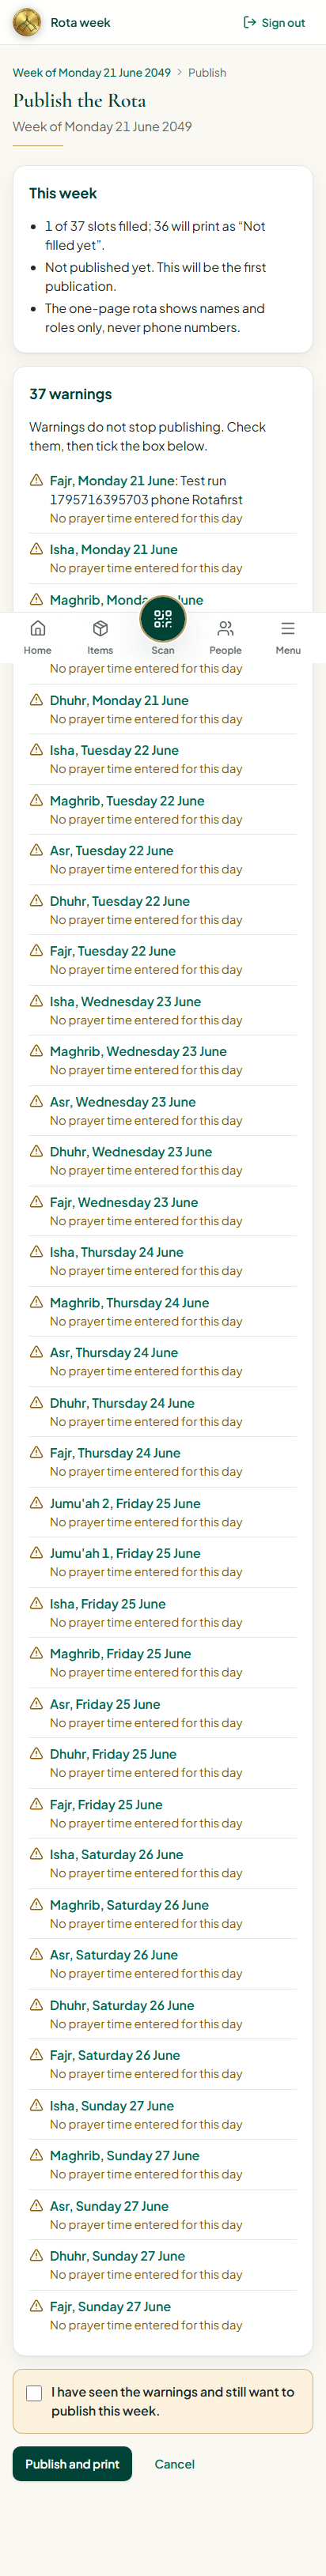 Rota week
Sign out
Week of Monday 21 June 2049 > Publish
Publish the Rota
Week of Monday 21 June 2049
This week
• 1 of 37 slots filled; 36 will print as “Not
filled yet”.
• Not published yet. This will be the first
publication.
• The one-page rota shows names and
roles only, never phone numbers.
37 warnings
Warnings do not stop publishing. Check
them, then tick the box below.
Fajr, Monday 21 June: Test run
1795716395703 phone Rotafirst
No prayer time entered for this day
Isha, Monday 21 June
No prayer time entered for this day
Maghrib, Monday June
Home
Items
Scan
People
Menu
No prayer time entered for this day
Dhuhr, Monday 21 June
No prayer time entered for this day
Isha, Tuesday 22 June
No prayer time entered for this day
Maghrib, Tuesday 22 June
No prayer time entered for this day
Asr, Tuesday 22 June
No prayer time entered for this day
Dhuhr, Tuesday 22 June
No prayer time entered for this day
Fajr, Tuesday 22 June
No prayer time entered for this day
Isha, Wednesday 23 June
No prayer time entered for this day
Maghrib, Wednesday 23 June
No prayer time entered for this day
Asr, Wednesday 23 June
No prayer time entered for this day
Dhuhr, Wednesday 23 June
No prayer time entered for this day
Fajr, Wednesday 23 June
No prayer time entered for this day
Isha, Thursday 24 June
No prayer time entered for this day
Maghrib, Thursday 24 June
No prayer time entered for this day
Asr, Thursday 24 June
No prayer time entered for this day
Dhuhr, Thursday 24 June
No prayer time entered for this day
Fajr, Thursday 24 June
No prayer time entered for this day
Jumu'ah 2, Friday 25 June
No prayer time entered for this day
Jumu'ah 1, Friday 25 June
No prayer time entered for this day
Isha, Friday 25 June
No prayer time entered for this day
Maghrib, Friday 25 June
No prayer time entered for this day
Asr, Friday 25 June
No prayer time entered for this day
Dhuhr, Friday 25 June
No prayer time entered for this day
Fajr, Friday 25 June
No prayer time entered for this day
Isha, Saturday 26 June
No prayer time entered for this day
Maghrib, Saturday 26 June
No prayer time entered for this day
Asr, Saturday 26 June
No prayer time entered for this day
Dhuhr, Saturday 26 June
No prayer time entered for this day
Fajr, Saturday 26 June
No prayer time entered for this day
Isha, Sunday 27 June
No prayer time entered for this day
Maghrib, Sunday 27 June
No prayer time entered for this day
Asr, Sunday 27 June
No prayer time entered for this day
Dhuhr, Sunday 27 June
No prayer time entered for this day
Fajr, Sunday 27 June
No prayer time entered for this day
I have seen the warnings and still want to
publish this week.
Publish and print
Cancel